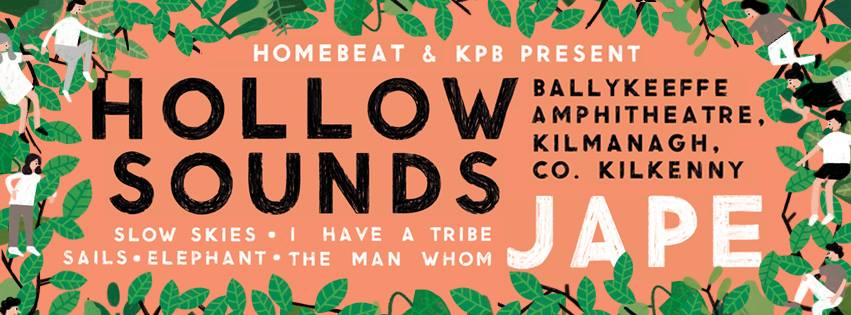 HOMEBEAT & KPB PRESENT
HOLLOW
SOUNDS
BALLYKEEFFE
AMPHITHEATRE,
KILMANAGH,
CO. KILKENNY
JAPE
SLOW SKIES • I HAVE A TRIBE
SAILS • ELEPHANT • THE MAN WHOM